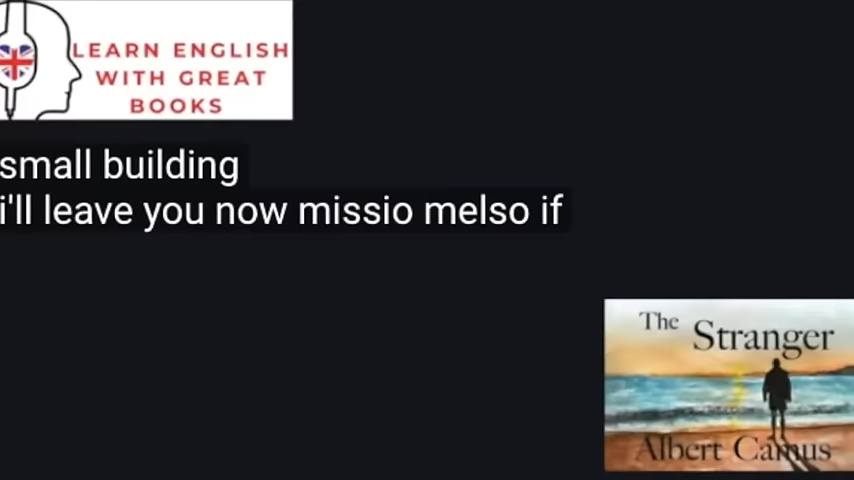 LEARN ENGLISH
WITH GREAT
BOOKS
small building
i'll leave you now missio melso if
The Stranger
Albert Camus